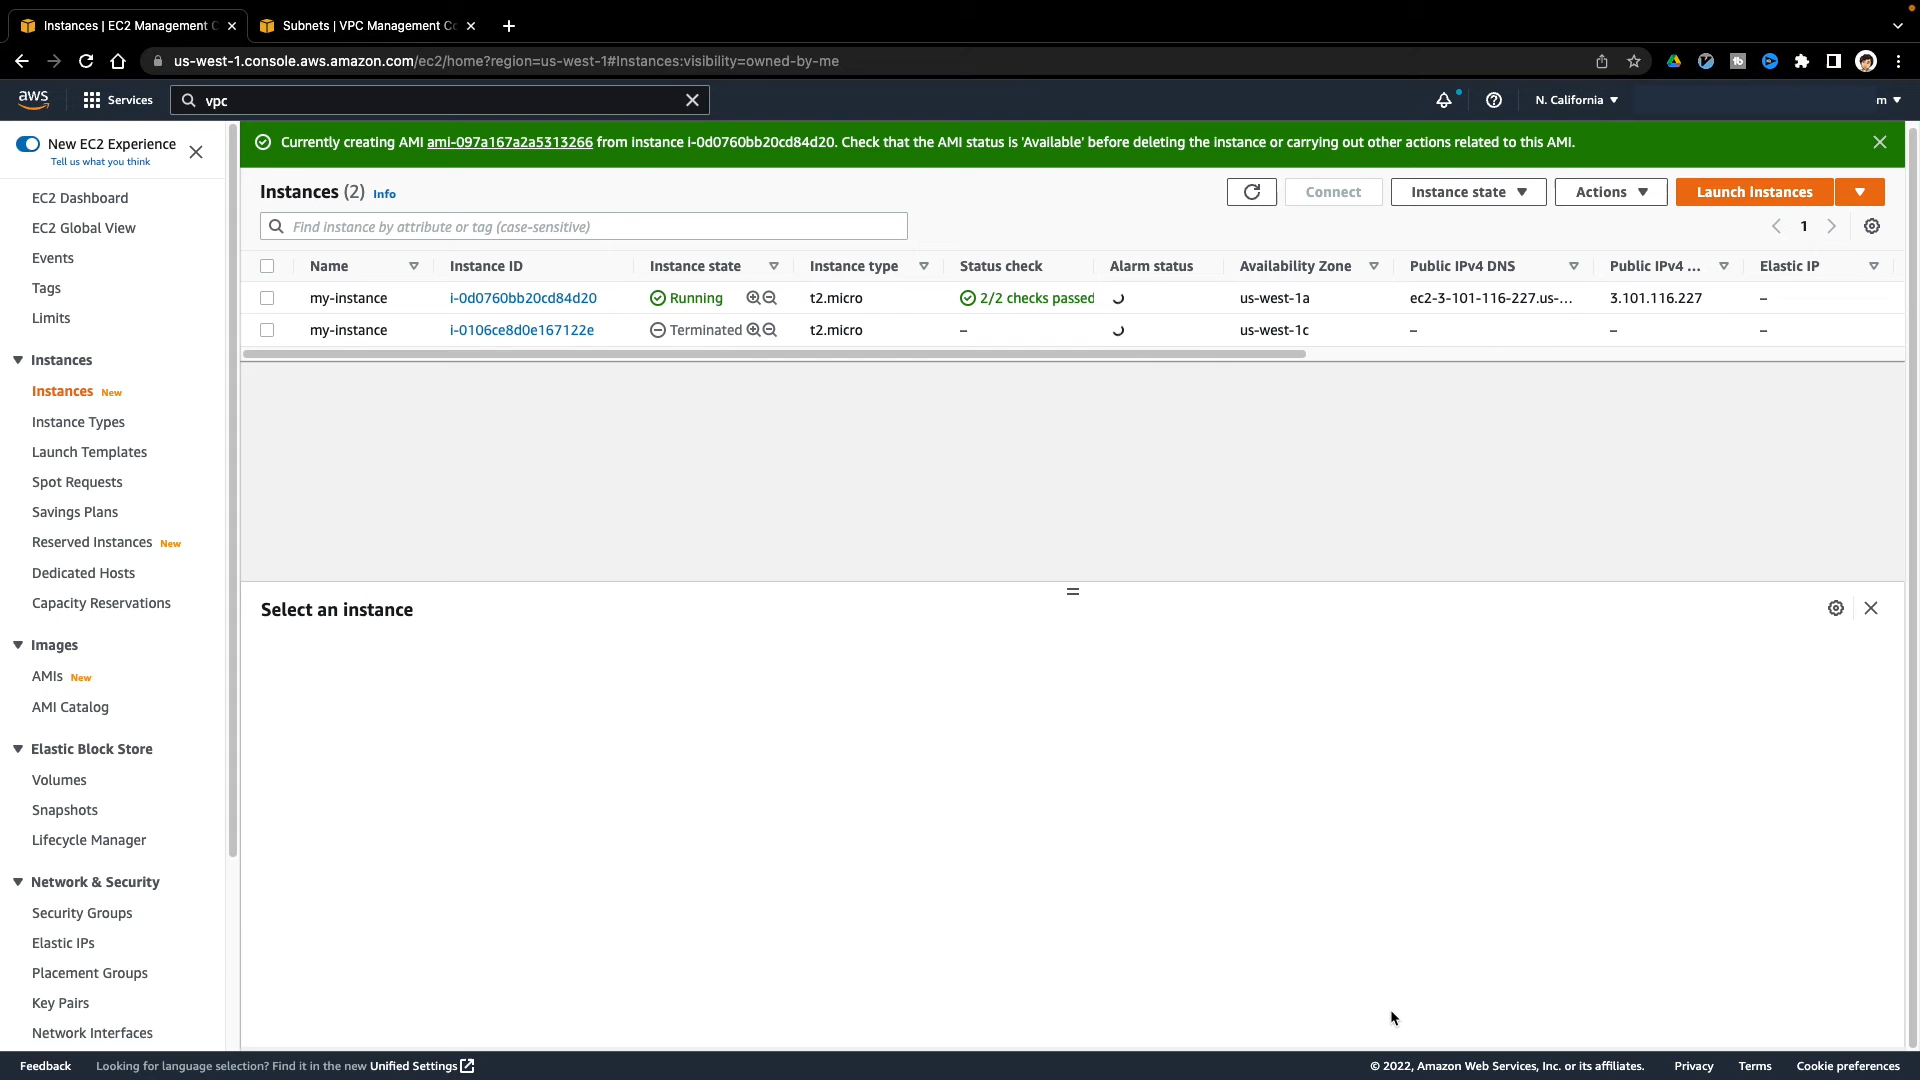 Instances | EC2 Management C
Subnets | VPC Management Co
us-west-1.console.aws.amazon.com/ec2/home?region=us-west-1#Instances:visibility=owned-by-me
aws
Services
vpc
N. California
m
New EC2 Experience
Tell us what you think
EC2 Dashboard
EC2 Global View
Events
Tags
Limits
Instances
Instances New
Instance Types
Launch Templates
Spot Requests
Savings Plans
Reserved Instances New
Dedicated Hosts
Capacity Reservations
Images
AMIs New
AMI Catalog
Elastic Block Store
Volumes
Snapshots
Lifecycle Manager
Network & Security
Security Groups
Elastic IPs
Placement Groups
Key Pairs
Network Interfaces
Currently creating AMI ami-097a167a2a5313266 from instance i-0d0760bb20cd84d20. Check that the AMI status is 'Available' before deleting the instance or carrying out other actions related to this AMI.
Instances (2) Info
Connect
Instance state
Actions
Launch instances
Find instance by attribute or tag (case-sensitive)
1
Name Instance ID Instance state Instance type Status check Alarm status Availability Zone Public IPv4 DNS Public IPv4 ... Elastic IP
my-instance i-0d0760bb20cd84d20 Running t2.micro 2/2 checks passed us-west-1a ec2-3-101-116-227.us-... 3.101.116.227 –
my-instance i-0106ce8d0e167122e Terminated t2.micro – us-west-1c – – –
Select an instance
Feedback
Looking for language selection? Find it in the new Unified Settings
© 2022, Amazon Web Services, Inc. or its affiliates.
Privacy
Terms
Cookie preferences